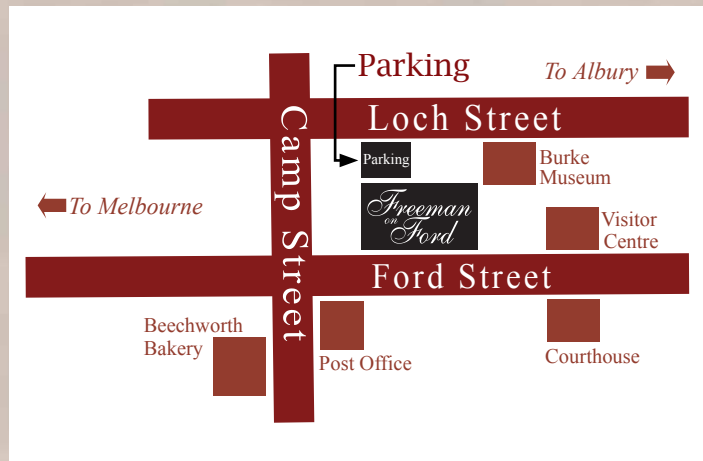 Parking
To Albury
Loch Street
Camp Street
Parking
Burke
Museum
To Melbourne
Freeman
on
Ford
Visitor
Centre
Ford Street
Beechworth
Bakery
Post Office
Courthouse